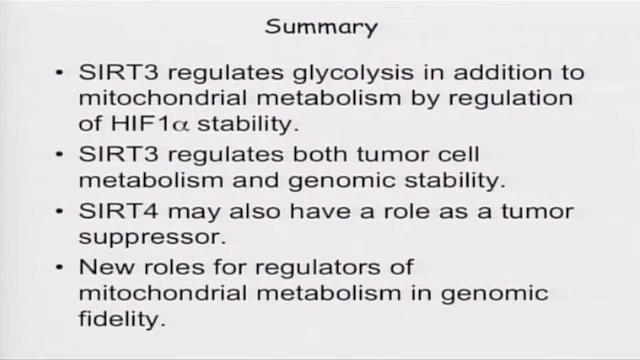 Summary
• SIRT3 regulates glycolysis in addition to
mitochondrial metabolism by regulation
of HIF1α stability.
• SIRT3 regulates both tumor cell
metabolism and genomic stability.
• SIRT4 may also have a role as a tumor
suppressor.
• New roles for regulators of
mitochondrial metabolism in genomic
fidelity.